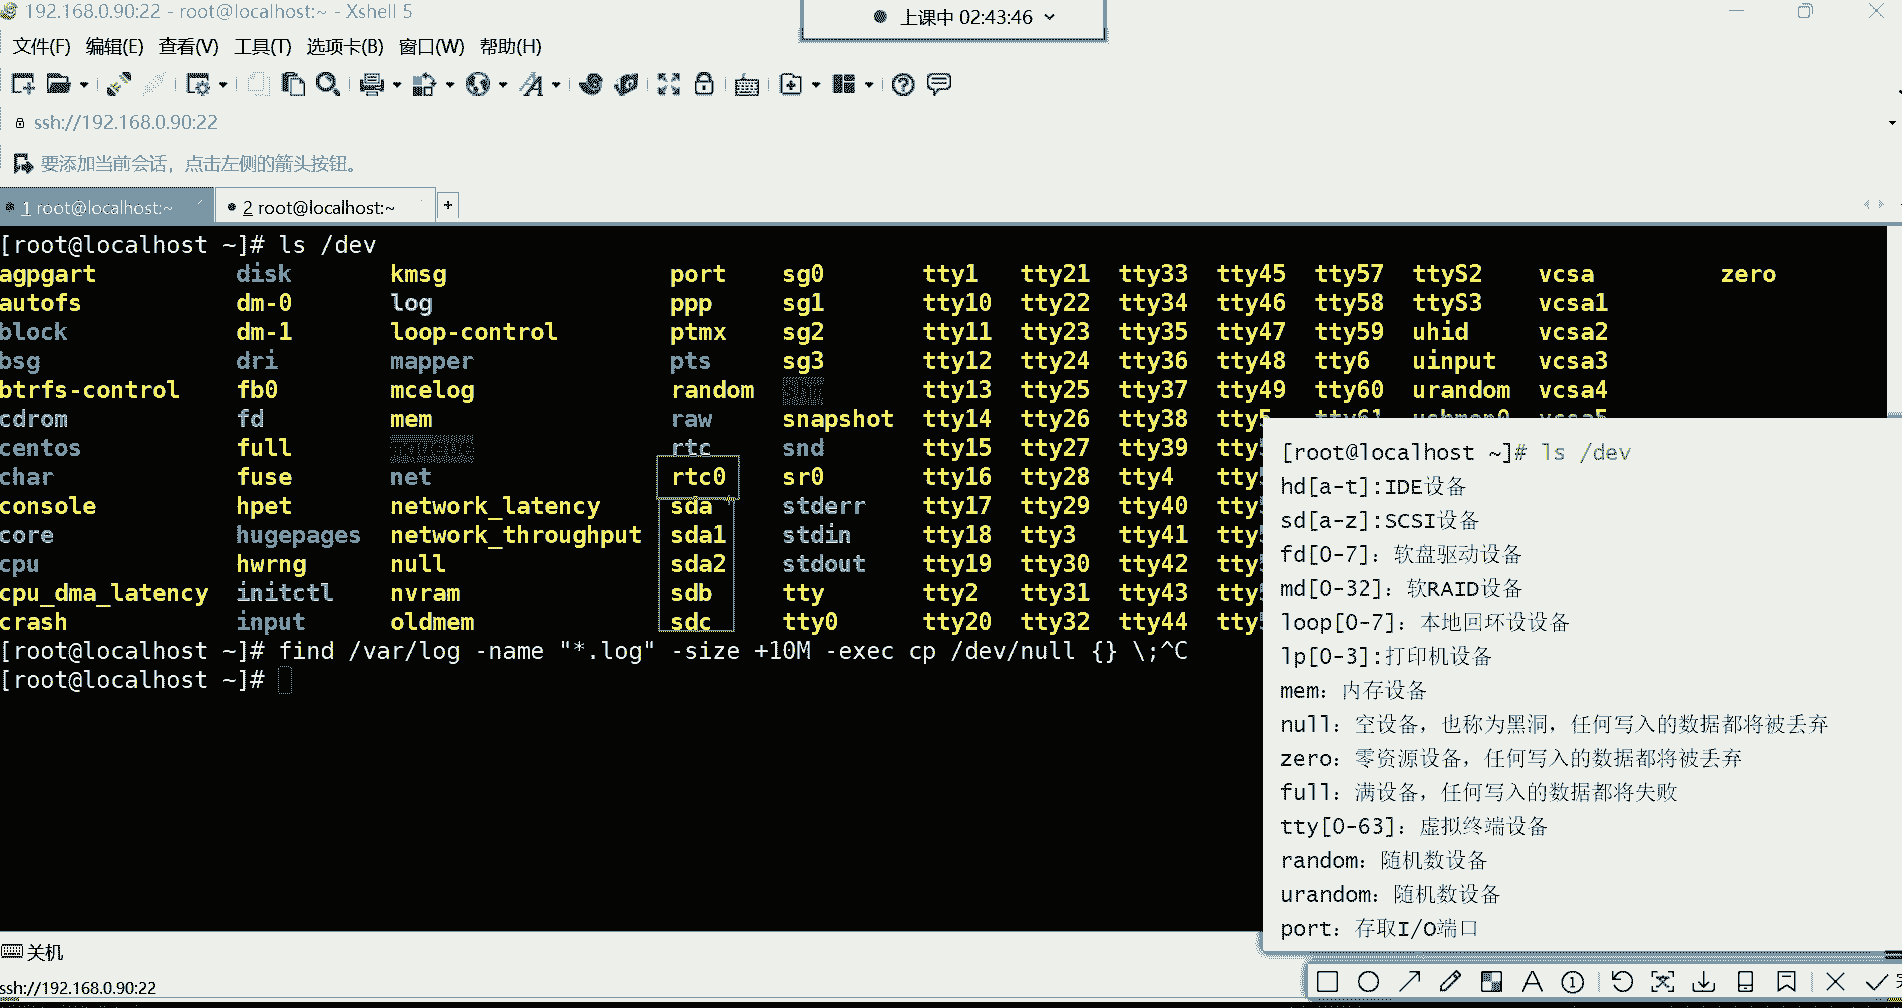 192.168.0.90:22 - root@localhost:~ - Xshell 5
上课中 02:43:46
文件(F) 编辑(E) 查看(V) 工具(T) 选项卡(B) 窗口(W) 帮助(H)
ssh://192.168.0.90:22
要添加当前会话，点击左侧的箭头按钮。
1 root@localhost:~ 2 root@localhost:~ +
[root@localhost ~]# ls /dev
agpgart disk kmsg port sg0 tty1 tty21 tty33 tty45 tty57 ttyS2 vcsa zero
autofs dm-0 log ppp sg1 tty10 tty22 tty34 tty46 tty58 ttyS3 vcsa1
block dm-1 loop-control ptmx sg2 tty11 tty23 tty35 tty47 tty59 uhid vcsa2
bsg dri mapper pts sg3 tty12 tty24 tty36 tty48 tty6 uinput vcsa3
btrfs-control fb0 mcelog random tty13 tty25 tty37 tty49 tty60 urandom vcsa4
cdrom fd mem raw snapshot tty14 tty26 tty38 tty5 tty61 usbmon0 vcsa5
centos full rtc snd tty15 tty27 tty39 tty
char fuse net rtc0 sr0 tty16 tty28 tty4 tty
console hpet network_latency sda stderr tty17 tty29 tty40 tty
core hugepages network_throughput sda1 stdin tty18 tty3 tty41 tty
cpu hwrng null sda2 stdout tty19 tty30 tty42 tty
cpu_dma_latency initctl nvram sdb tty tty2 tty31 tty43 tty
crash input oldmem sdc tty0 tty20 tty32 tty44 tty
[root@localhost ~]# find /var/log -name "*.log" -size +10M -exec cp /dev/null {} \;^C
[root@localhost ~]#
[root@localhost ~]# ls /dev
hd[a-t]:IDE设备
sd[a-z]:SCSI设备
fd[0-7]：软盘驱动设备
md[0-32]：软RAID设备
loop[0-7]：本地回环设设备
lp[0-3]:打印机设备
mem：内存设备
null：空设备，也称为黑洞，任何写入的数据都将被丢弃
zero：零资源设备，任何写入的数据都将被丢弃
full：满设备，任何写入的数据都将失败
tty[0-63]：虚拟终端设备
random：随机数设备
urandom：随机数设备
port：存取I/O端口
关机
ssh://192.168.0.90:22